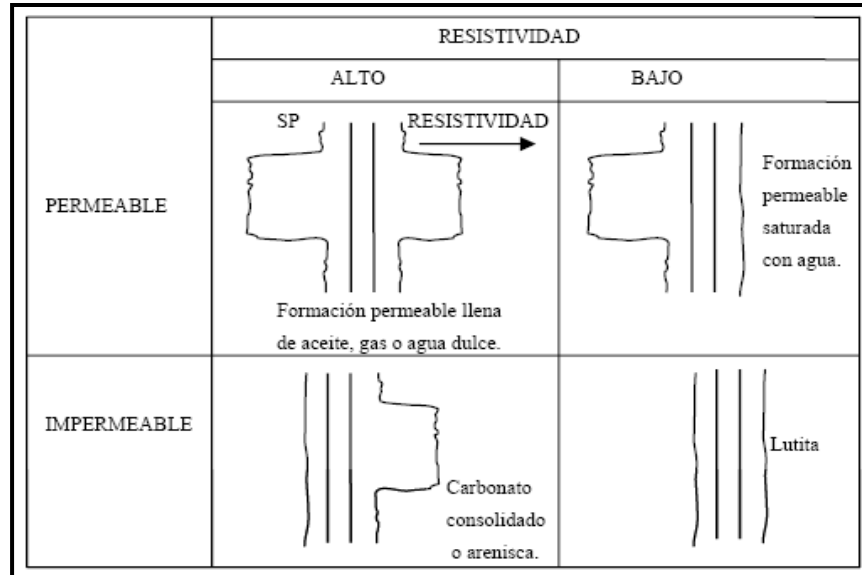 RESISTIVIDAD
ALTO
BAJO
PERMEABLE
SP
RESISTIVIDAD
Formación permeable llena
de aceite, gas o agua dulce.
Formación
permeable
saturada
con agua.
IMPERMEABLE
Carbonato
consolidado
o arenisca.
Lutita